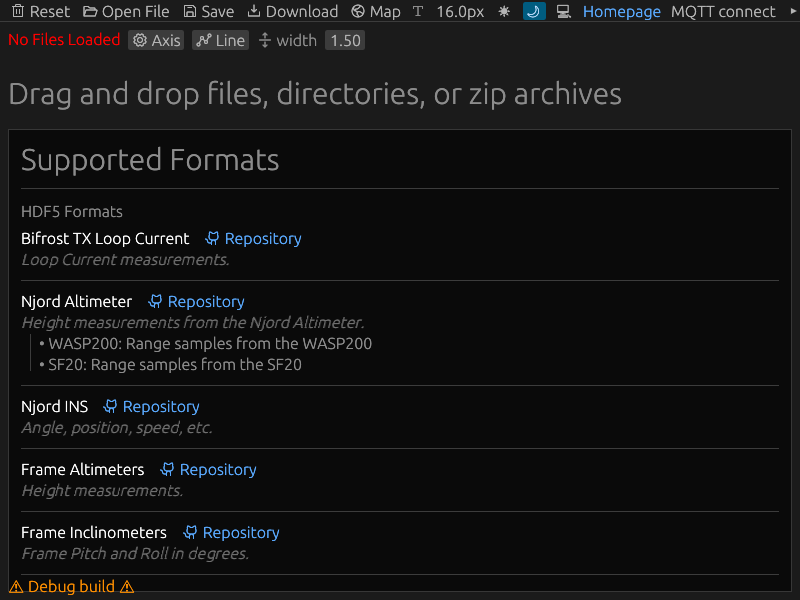 Reset Open File Save Download Map T 16.0px Homepage MQTT connect
No Files Loaded Axis Line width 1.50
Drag and drop files, directories, or zip archives
Supported Formats
HDF5 Formats
Bifrost TX Loop Current Repository
Loop Current measurements.
Njord Altimeter Repository
Height measurements from the Njord Altimeter.
• WASP200: Range samples from the WASP200
• SF20: Range samples from the SF20
Njord INS Repository
Angle, position, speed, etc.
Frame Altimeters Repository
Height measurements.
Frame Inclinometers Repository
Frame Pitch and Roll in degrees.
⚠ Debug build ⚠